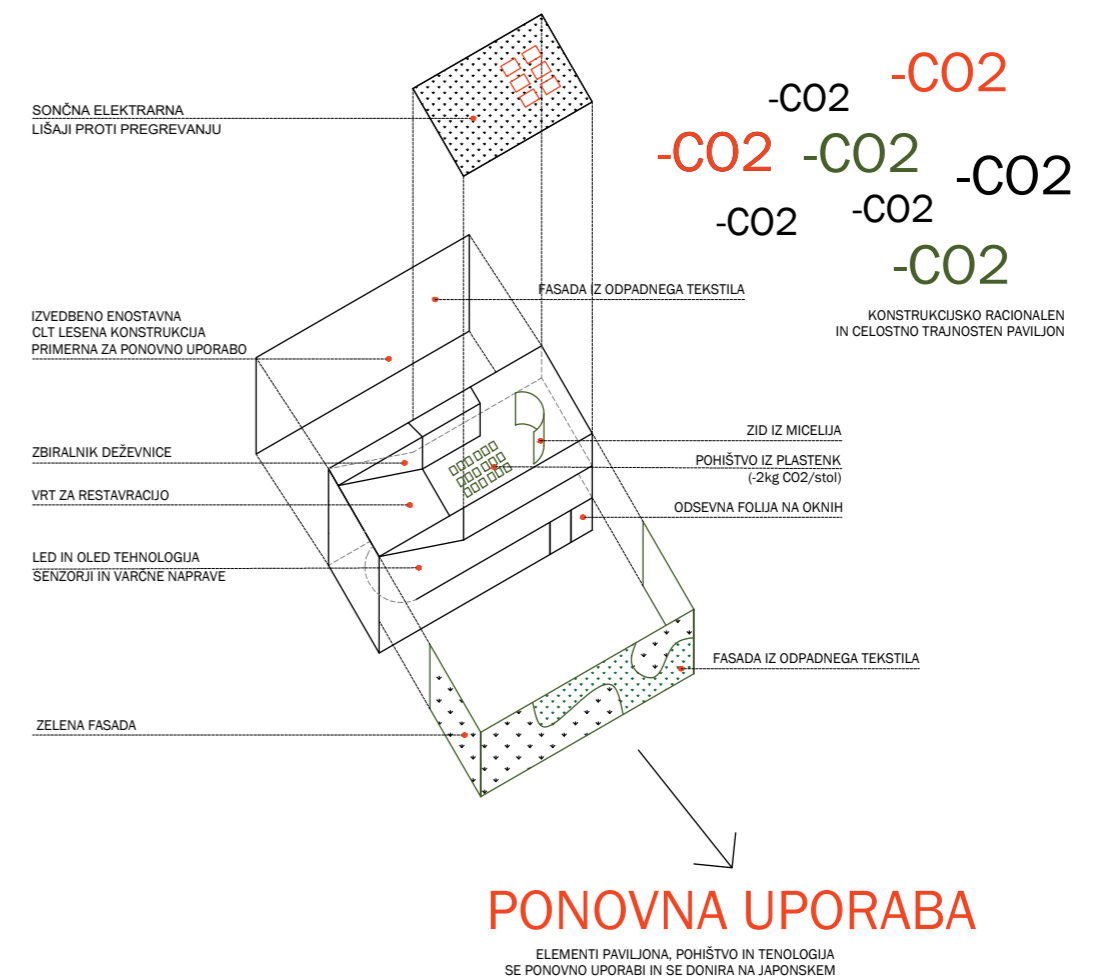 SONČNA ELEKTRARNA
LIŠAJI PROTI PREGREVANJU
-CO2
-CO2
-CO2
-CO2
-CO2
-CO2
-CO2
-CO2
KONSTRUKCIJSKO RACIONALEN
IN CELOSTNO TRAJNOSTEN PAVILJON
FASADA IZ ODPADNEGA TEKSTILA
IZVEDBENO ENOSTAVNA
CLT LESENA KONSTRUKCIJA
PRIMERNA ZA PONOVNO UPORABO
ZBIRALNIK DEŽEVNICE
VRT ZA RESTAVRACIJO
LED IN OLED TEHNOLOGIJA
SENZORJI IN VARČNE NAPRAVE
ZID IZ MICELIJA
POHIŠTVO IZ PLASTENK
(-2kg CO2/stol)
ODSEVNA FOLIJA NA OKNIH
FASADA IZ ODPADNEGA TEKSTILA
ZELENA FASADA
PONOVNA UPORABA
ELEMENTI PAVILJONA, POHIŠTVO IN TENOLOGIJA
SE PONOVNO UPORABI IN SE DONIRA NA JAPONSKEM